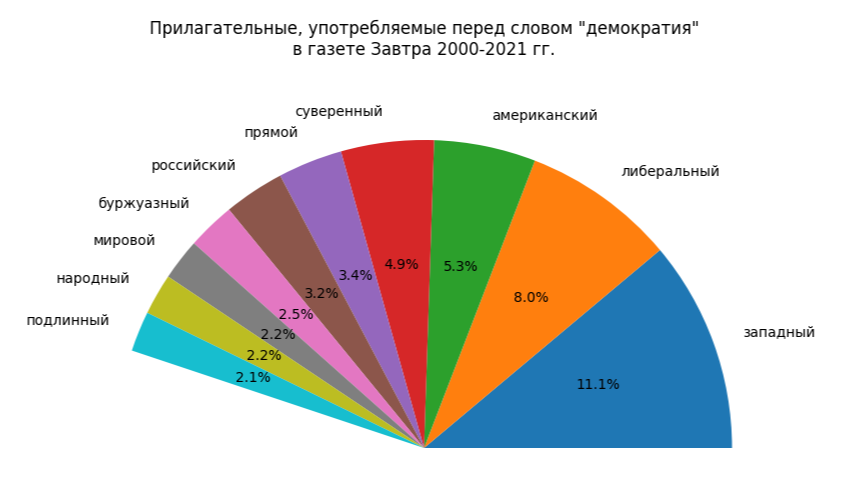 Прилагательные, употребляемые перед словом "демократия"
в газете Завтра 2000-2021 гг.
суверенный
американский
прямой
российский
либеральный
буржуазный
мировой
народный
подлинный
западный
4.9%
5.3%
3.4%
3.2%
8.0%
2.5%
2.2%
2.2%
2.1%
11.1%